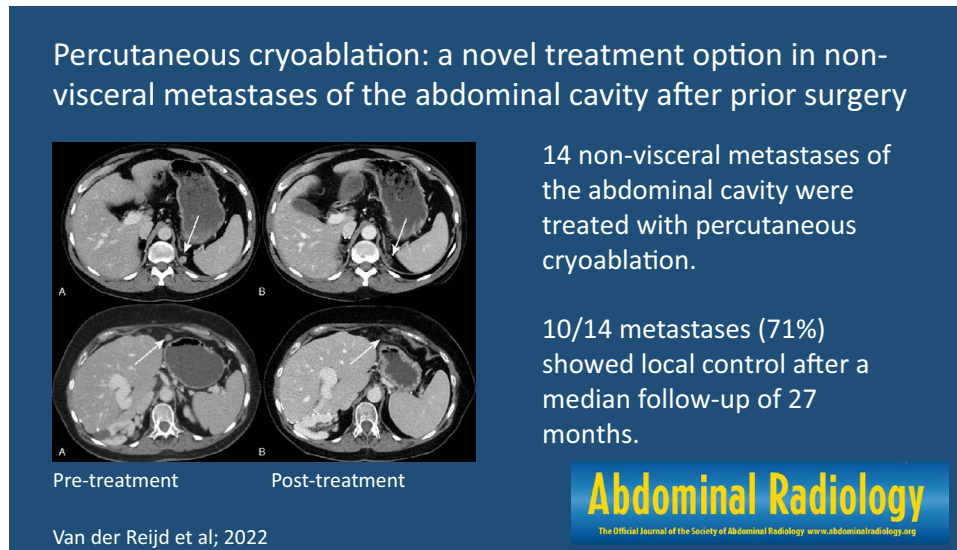 Percutaneous cryoablation: a novel treatment option in non-
visceral metastases of the abdominal cavity after prior surgery
14 non-visceral metastases of
the abdominal cavity were
treated with percutaneous
cryoablation.
10/14 metastases (71%)
showed local control after a
median follow-up of 27
months.
A
B
A
B
Pre-treatment
Post-treatment
Van der Reijd et al; 2022
Abdominal Radiology
The Official Journal of the Society of Abdominal Radiology www.abdominalradiology.org